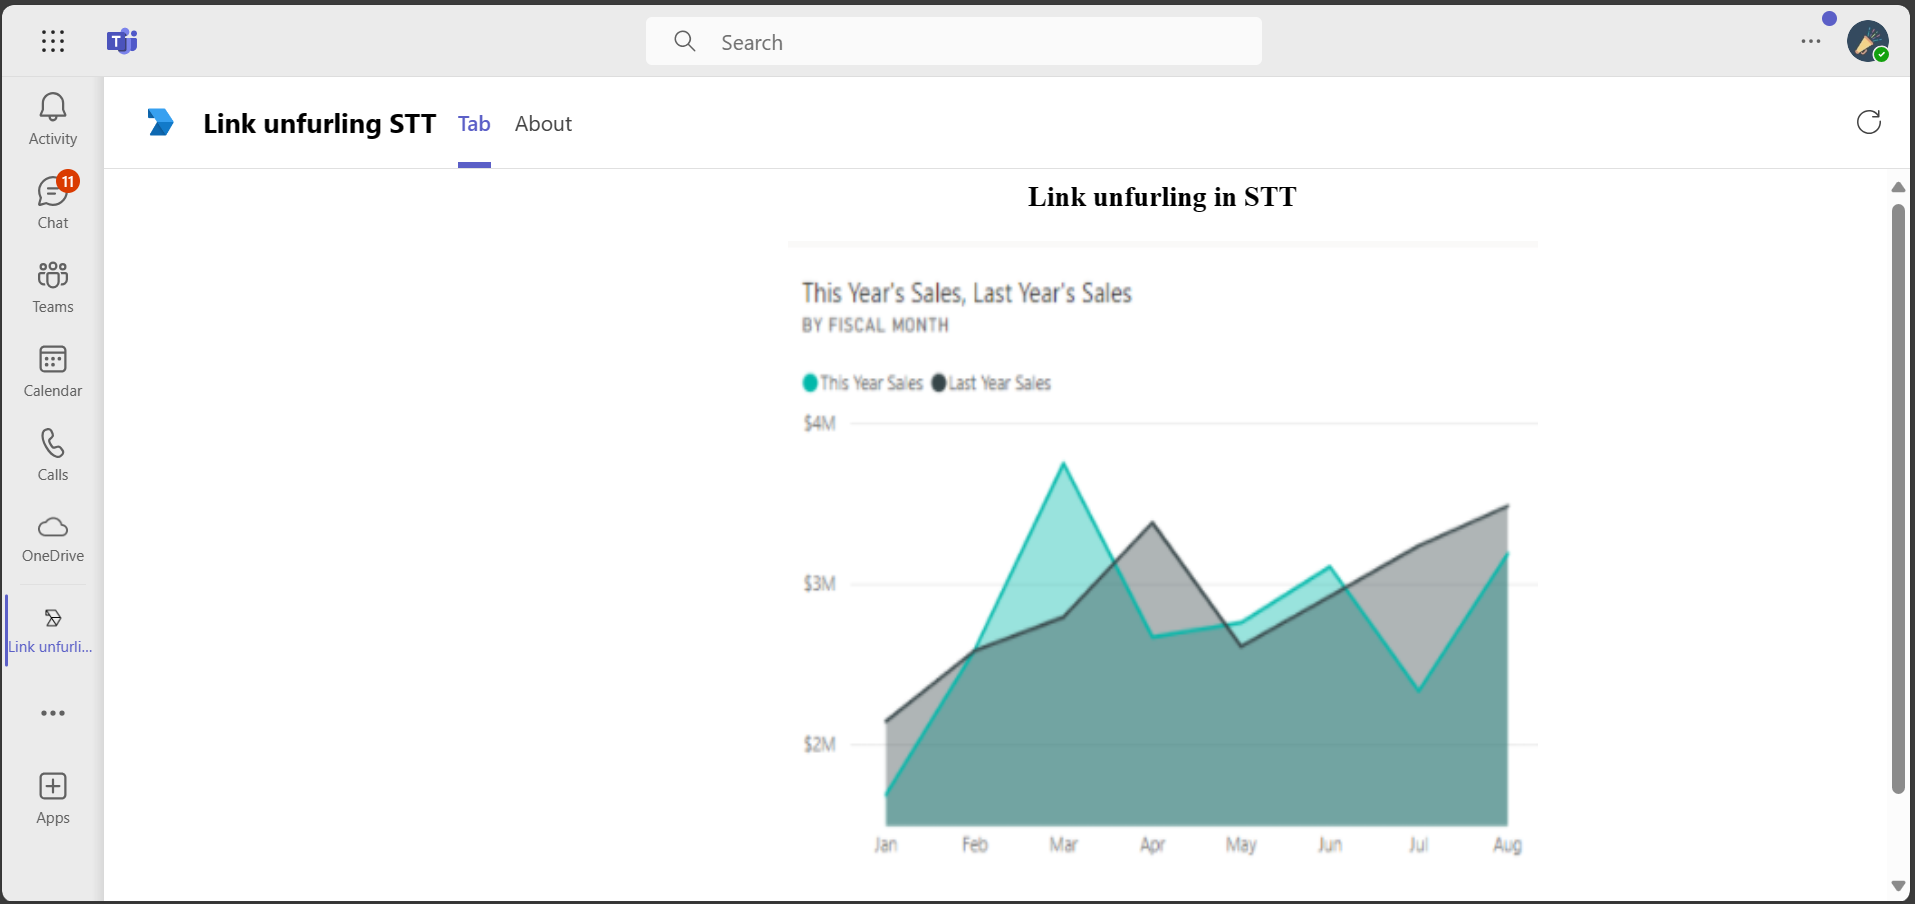 Search
Activity
11
Chat
Teams
Calendar
Calls
OneDrive
Link unfurli...
Apps
Link unfurling STT Tab About
Link unfurling in STT
This Year's Sales, Last Year's Sales
BY FISCAL MONTH
This Year Sales Last Year Sales
$4M
$3M
$2M
Jan Feb Mar Apr May Jun Jul Aug